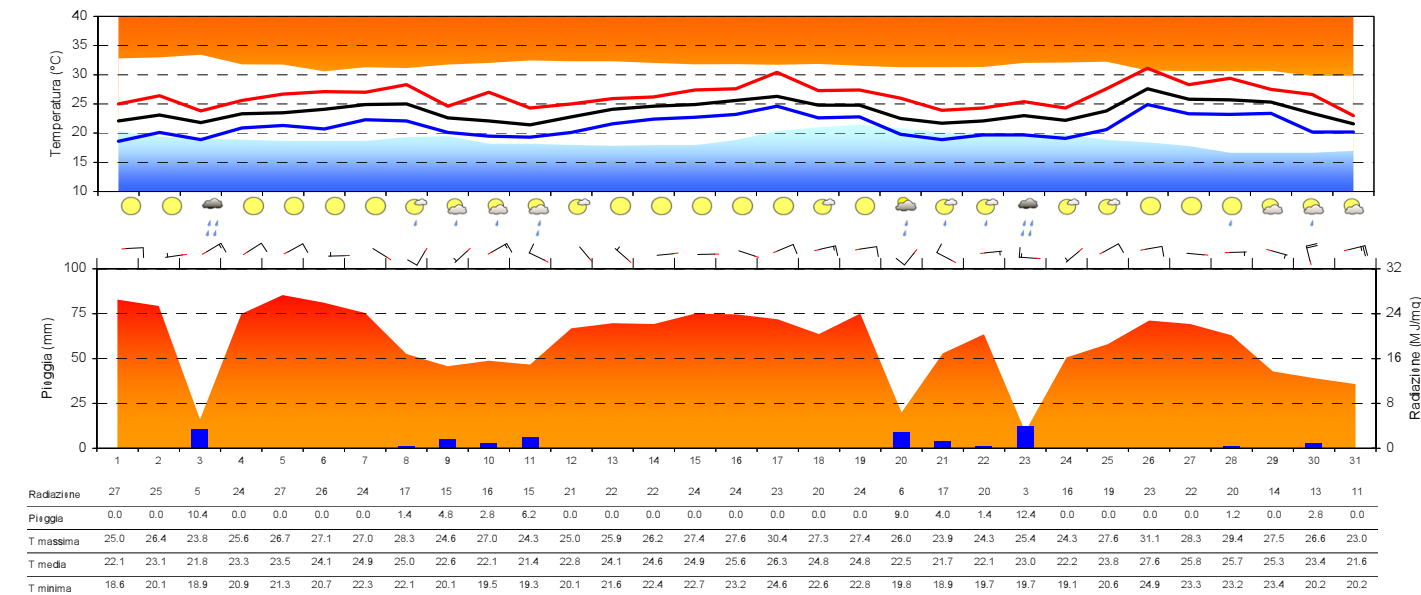 40
35
30
25
20
15
10
Temperatura (°C)
100
75
50
25
0
Pioggia (mm)
32
24
16
8
0
Radiazione (MJ/mq)
1 2 3 4 5 6 7 8 9 10 11 12 13 14 15 16 17 18 19 20 21 22 23 24 25 26 27 28 29 30 31
Radiazione 27 25 5 24 27 26 24 17 15 16 15 21 22 22 24 24 23 20 24 6 17 20 3 16 19 23 22 20 14 13 11
Pioggia 0.0 0.0 10.4 0.0 0.0 0.0 0.0 1.4 4.8 2.8 6.2 0.0 0.0 0.0 0.0 0.0 0.0 0.0 0.0 9.0 4.0 1.4 12.4 0.0 0.0 0.0 0.0 1.2 0.0 2.8 0.0
T massima 25.0 26.4 23.8 25.6 26.7 27.1 27.0 28.3 24.6 27.0 24.3 25.0 25.9 26.2 27.4 27.6 30.4 27.3 27.4 26.0 23.9 24.3 25.4 24.3 27.6 31.1 28.3 29.4 27.5 26.6 23.0
T media 22.1 23.1 21.8 23.3 23.5 24.1 24.9 25.0 22.6 22.1 21.4 22.8 24.1 24.6 24.9 25.6 26.3 24.8 24.8 22.5 21.7 22.1 23.0 22.2 23.8 27.6 25.8 25.7 25.3 23.4 21.6
T minima 18.6 20.1 18.9 20.9 21.3 20.7 22.3 22.1 20.1 19.5 19.3 20.1 21.6 22.4 22.7 23.2 24.6 22.6 22.8 19.8 18.9 19.7 19.7 19.1 20.6 24.9 23.3 23.2 23.4 20.2 20.2